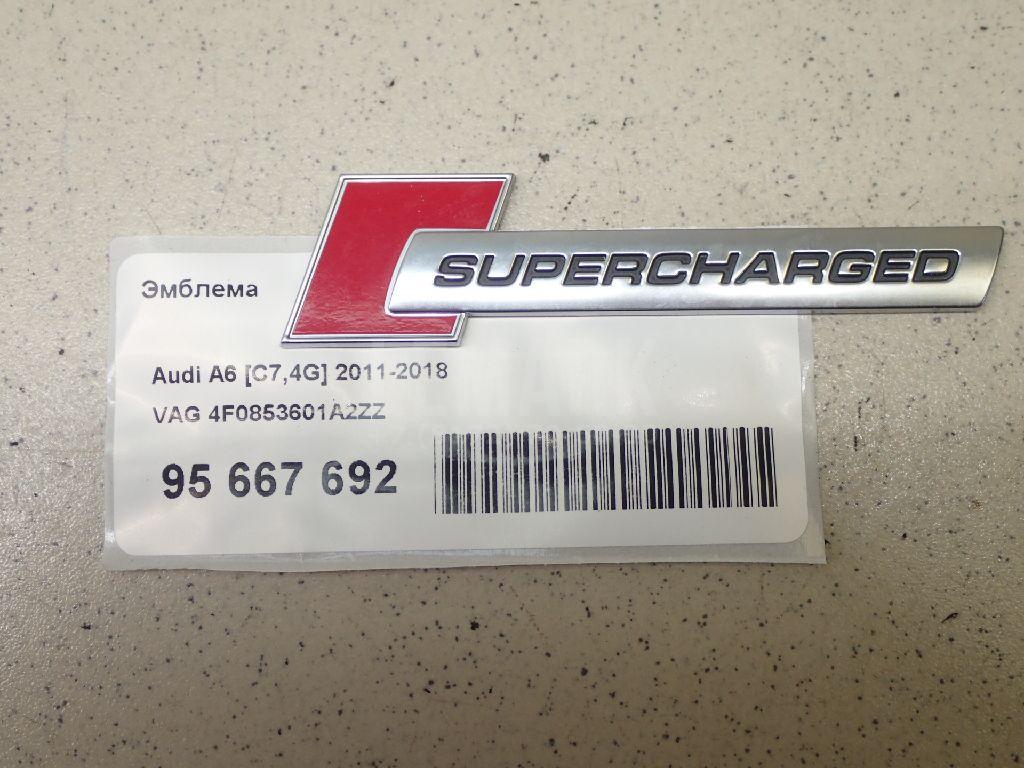 SUPERCHARGED
Эмблема
Audi A6 [C7,4G] 2011-2018
VAG 4F0853601A2ZZ
95 667 692